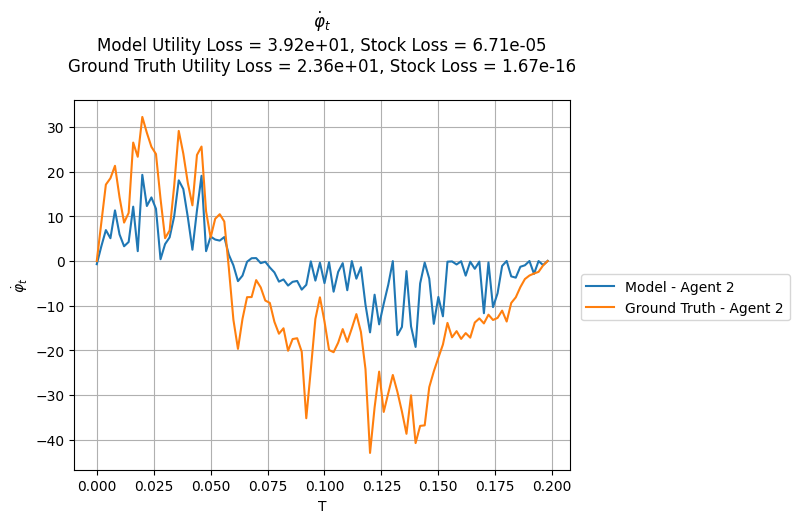 φ̇ₜ
Model Utility Loss = 3.92e+01, Stock Loss = 6.71e-05
Ground Truth Utility Loss = 2.36e+01, Stock Loss = 1.67e-16
30
20
10
0
−10
−20
−30
−40
φ̇ₜ
0.000
0.025
0.050
0.075
0.100
0.125
0.150
0.175
0.200
T
Model - Agent 2
Ground Truth - Agent 2